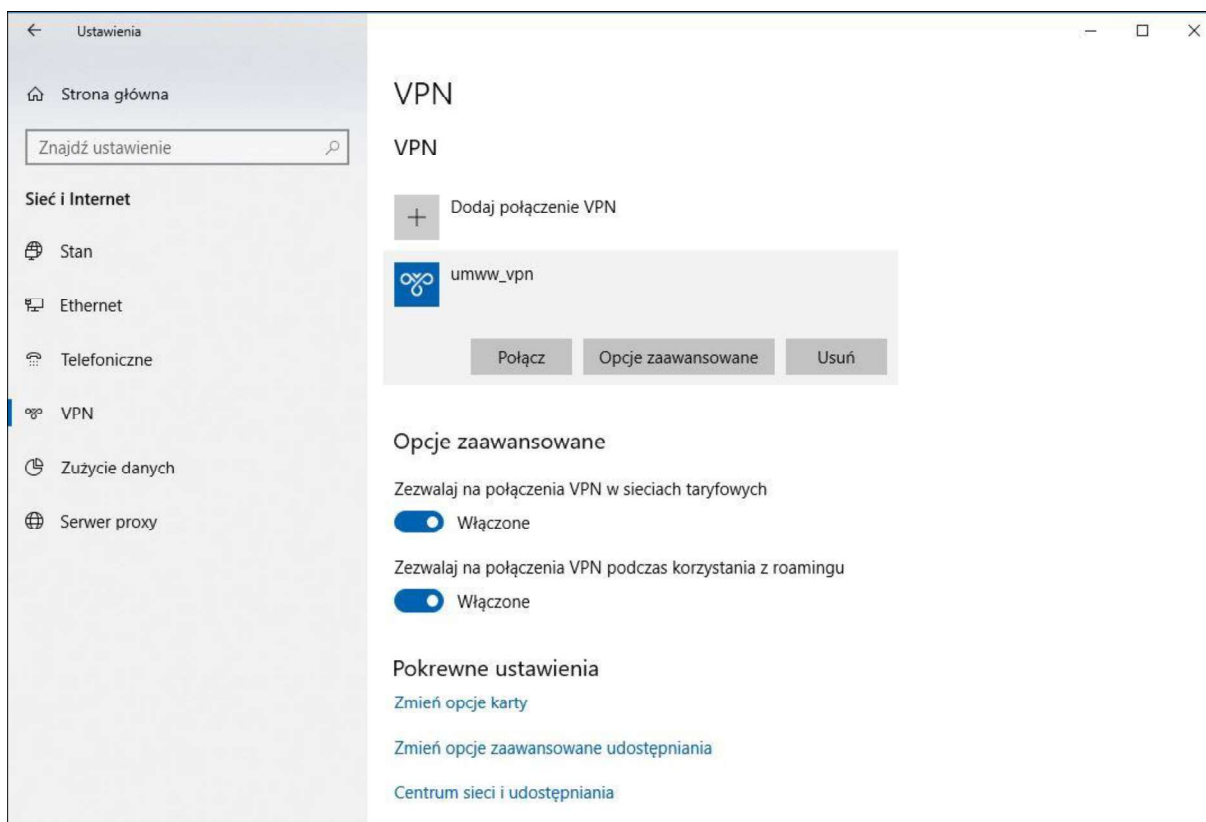 Ustawienia
Strona główna
Znajdź ustawienie
Sieć i Internet
Stan
Ethernet
Telefoniczne
VPN
Zużycie danych
Serwer proxy
VPN
VPN
Dodaj połączenie VPN
umww_vpn
Połącz Opcje zaawansowane Usuń
Opcje zaawansowane
Zezwalaj na połączenia VPN w sieciach taryfowych
Włączone
Zezwalaj na połączenia VPN podczas korzystania z roamingu
Włączone
Pokrewne ustawienia
Zmień opcje karty
Zmień opcje zaawansowane udostępniania
Centrum sieci i udostępniania